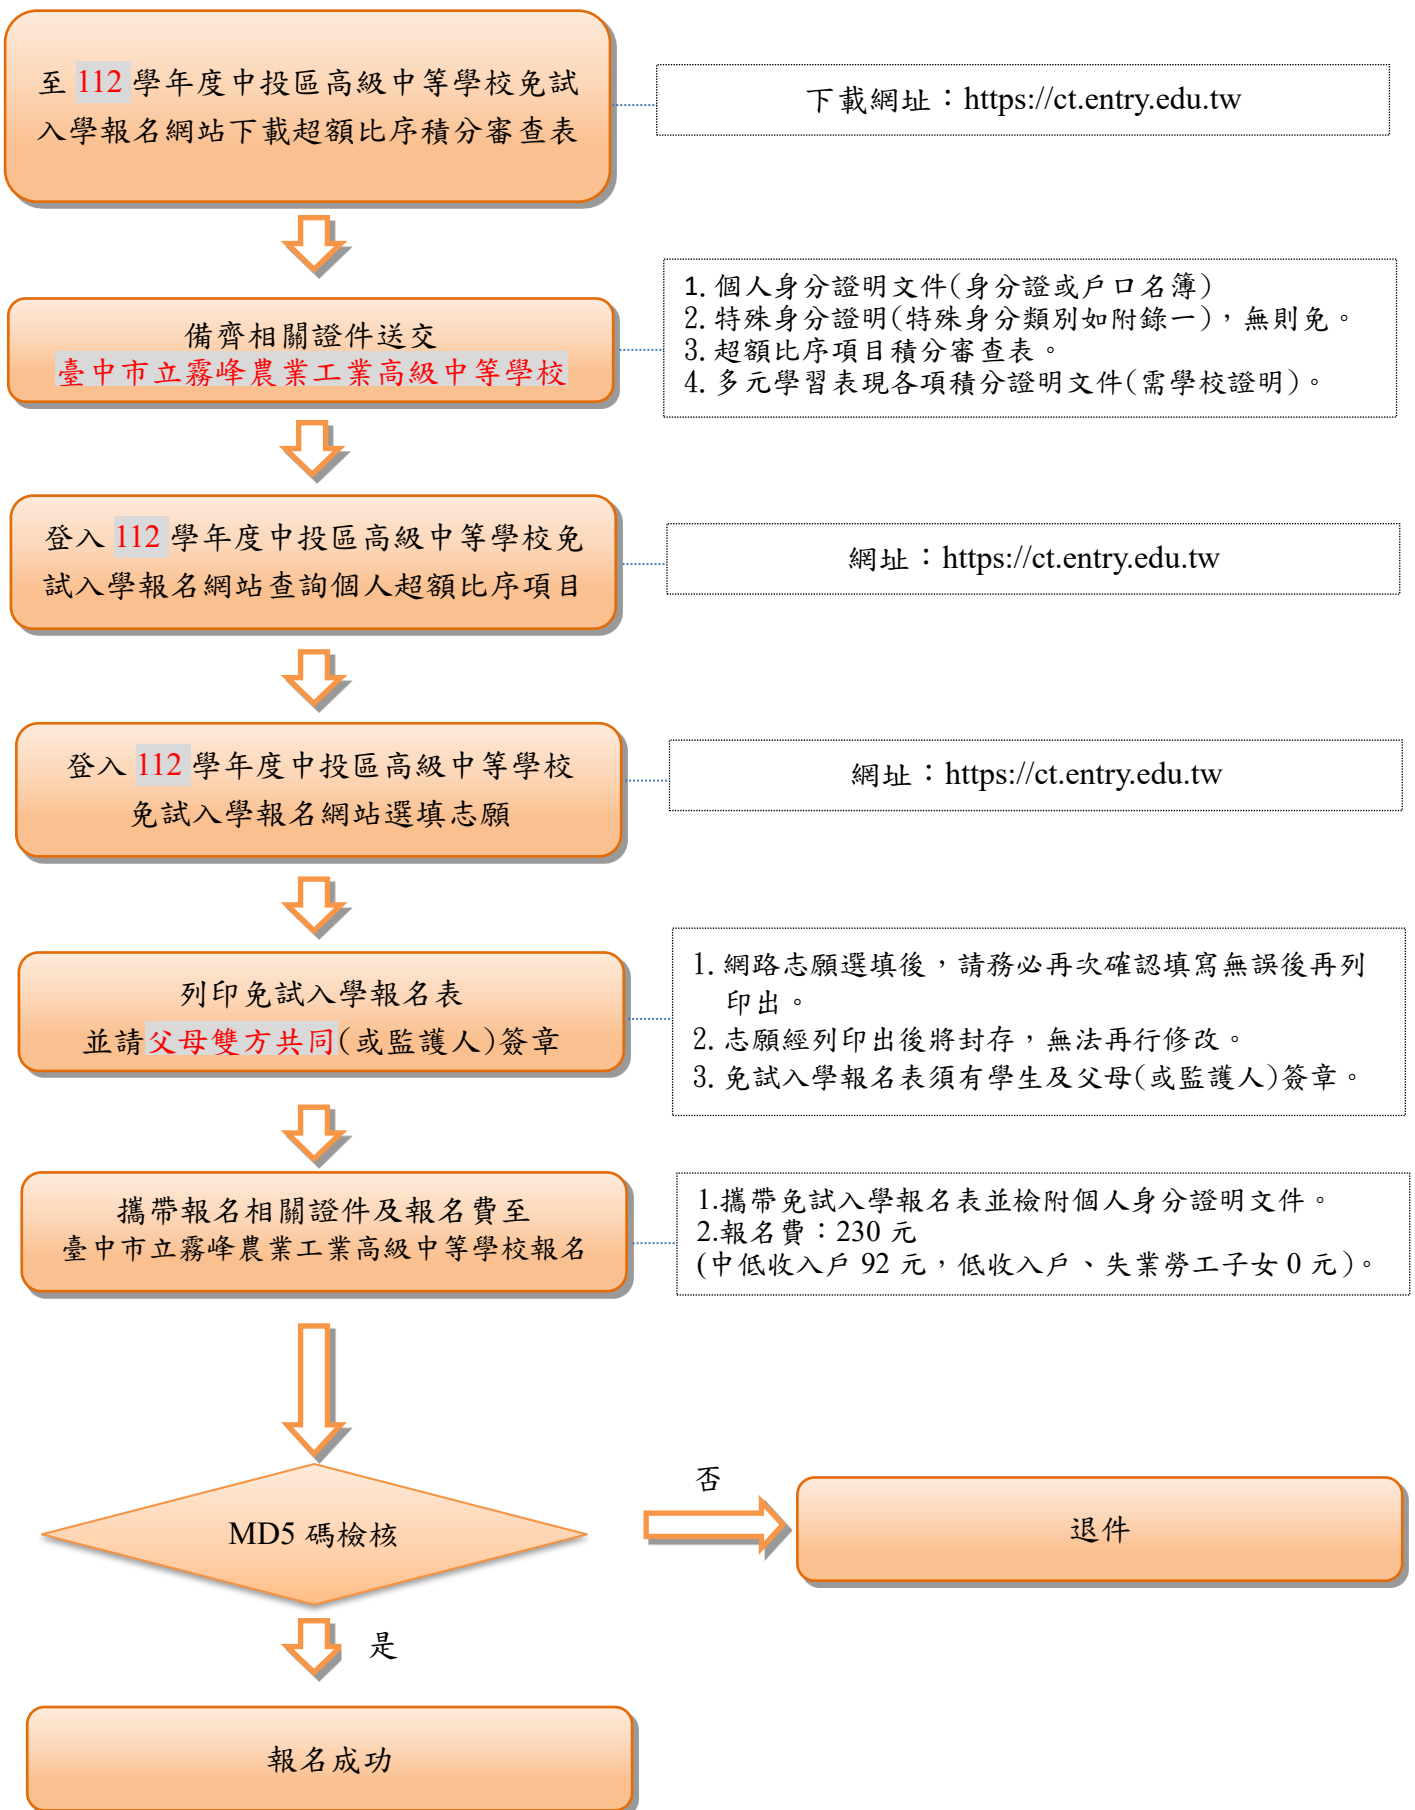 至 112 學年度中投區高級中等學校免試
入學報名網站下載超額比序積分審查表
下載網址：https://ct.entry.edu.tw
備齊相關證件送交
臺中市立霧峰農業工業高級中等學校
1. 個人身分證明文件(身分證或戶口名簿)
2. 特殊身分證明(特殊身分類別如附錄一)，無則免。
3. 超額比序項目積分審查表。
4. 多元學習表現各項積分證明文件(需學校證明)。
登入 112 學年度中投區高級中等學校免
試入學報名網站查詢個人超額比序項目
網址：https://ct.entry.edu.tw
登入 112 學年度中投區高級中等學校
免試入學報名網站選填志願
網址：https://ct.entry.edu.tw
列印免試入學報名表
並請父母雙方共同(或監護人)簽章
1. 網路志願選填後，請務必再次確認填寫無誤後再列
印出。
2. 志願經列印出後將封存，無法再行修改。
3. 免試入學報名表須有學生及父母(或監護人)簽章。
攜帶報名相關證件及報名費至
臺中市立霧峰農業工業高級中等學校報名
1.攜帶免試入學報名表並檢附個人身分證明文件。
2.報名費：230 元
(中低收入戶 92 元，低收入戶、失業勞工子女 0 元)。
MD5 碼檢核
否
退件
是
報名成功